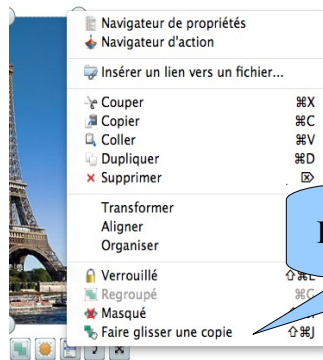 Navigateur de propriétés
Navigateur d'action
Insérer un lien vers un fichier...
Couper ⌘X
Copier ⌘C
Coller ⌘V
Dupliquer ⌘D
Supprimer ⌦
Transformer
Aligner
Organiser
Verrouillé ⇧⌘L
Regroupé ⌘G
Masqué
Faire glisser une copie ⇧⌘J